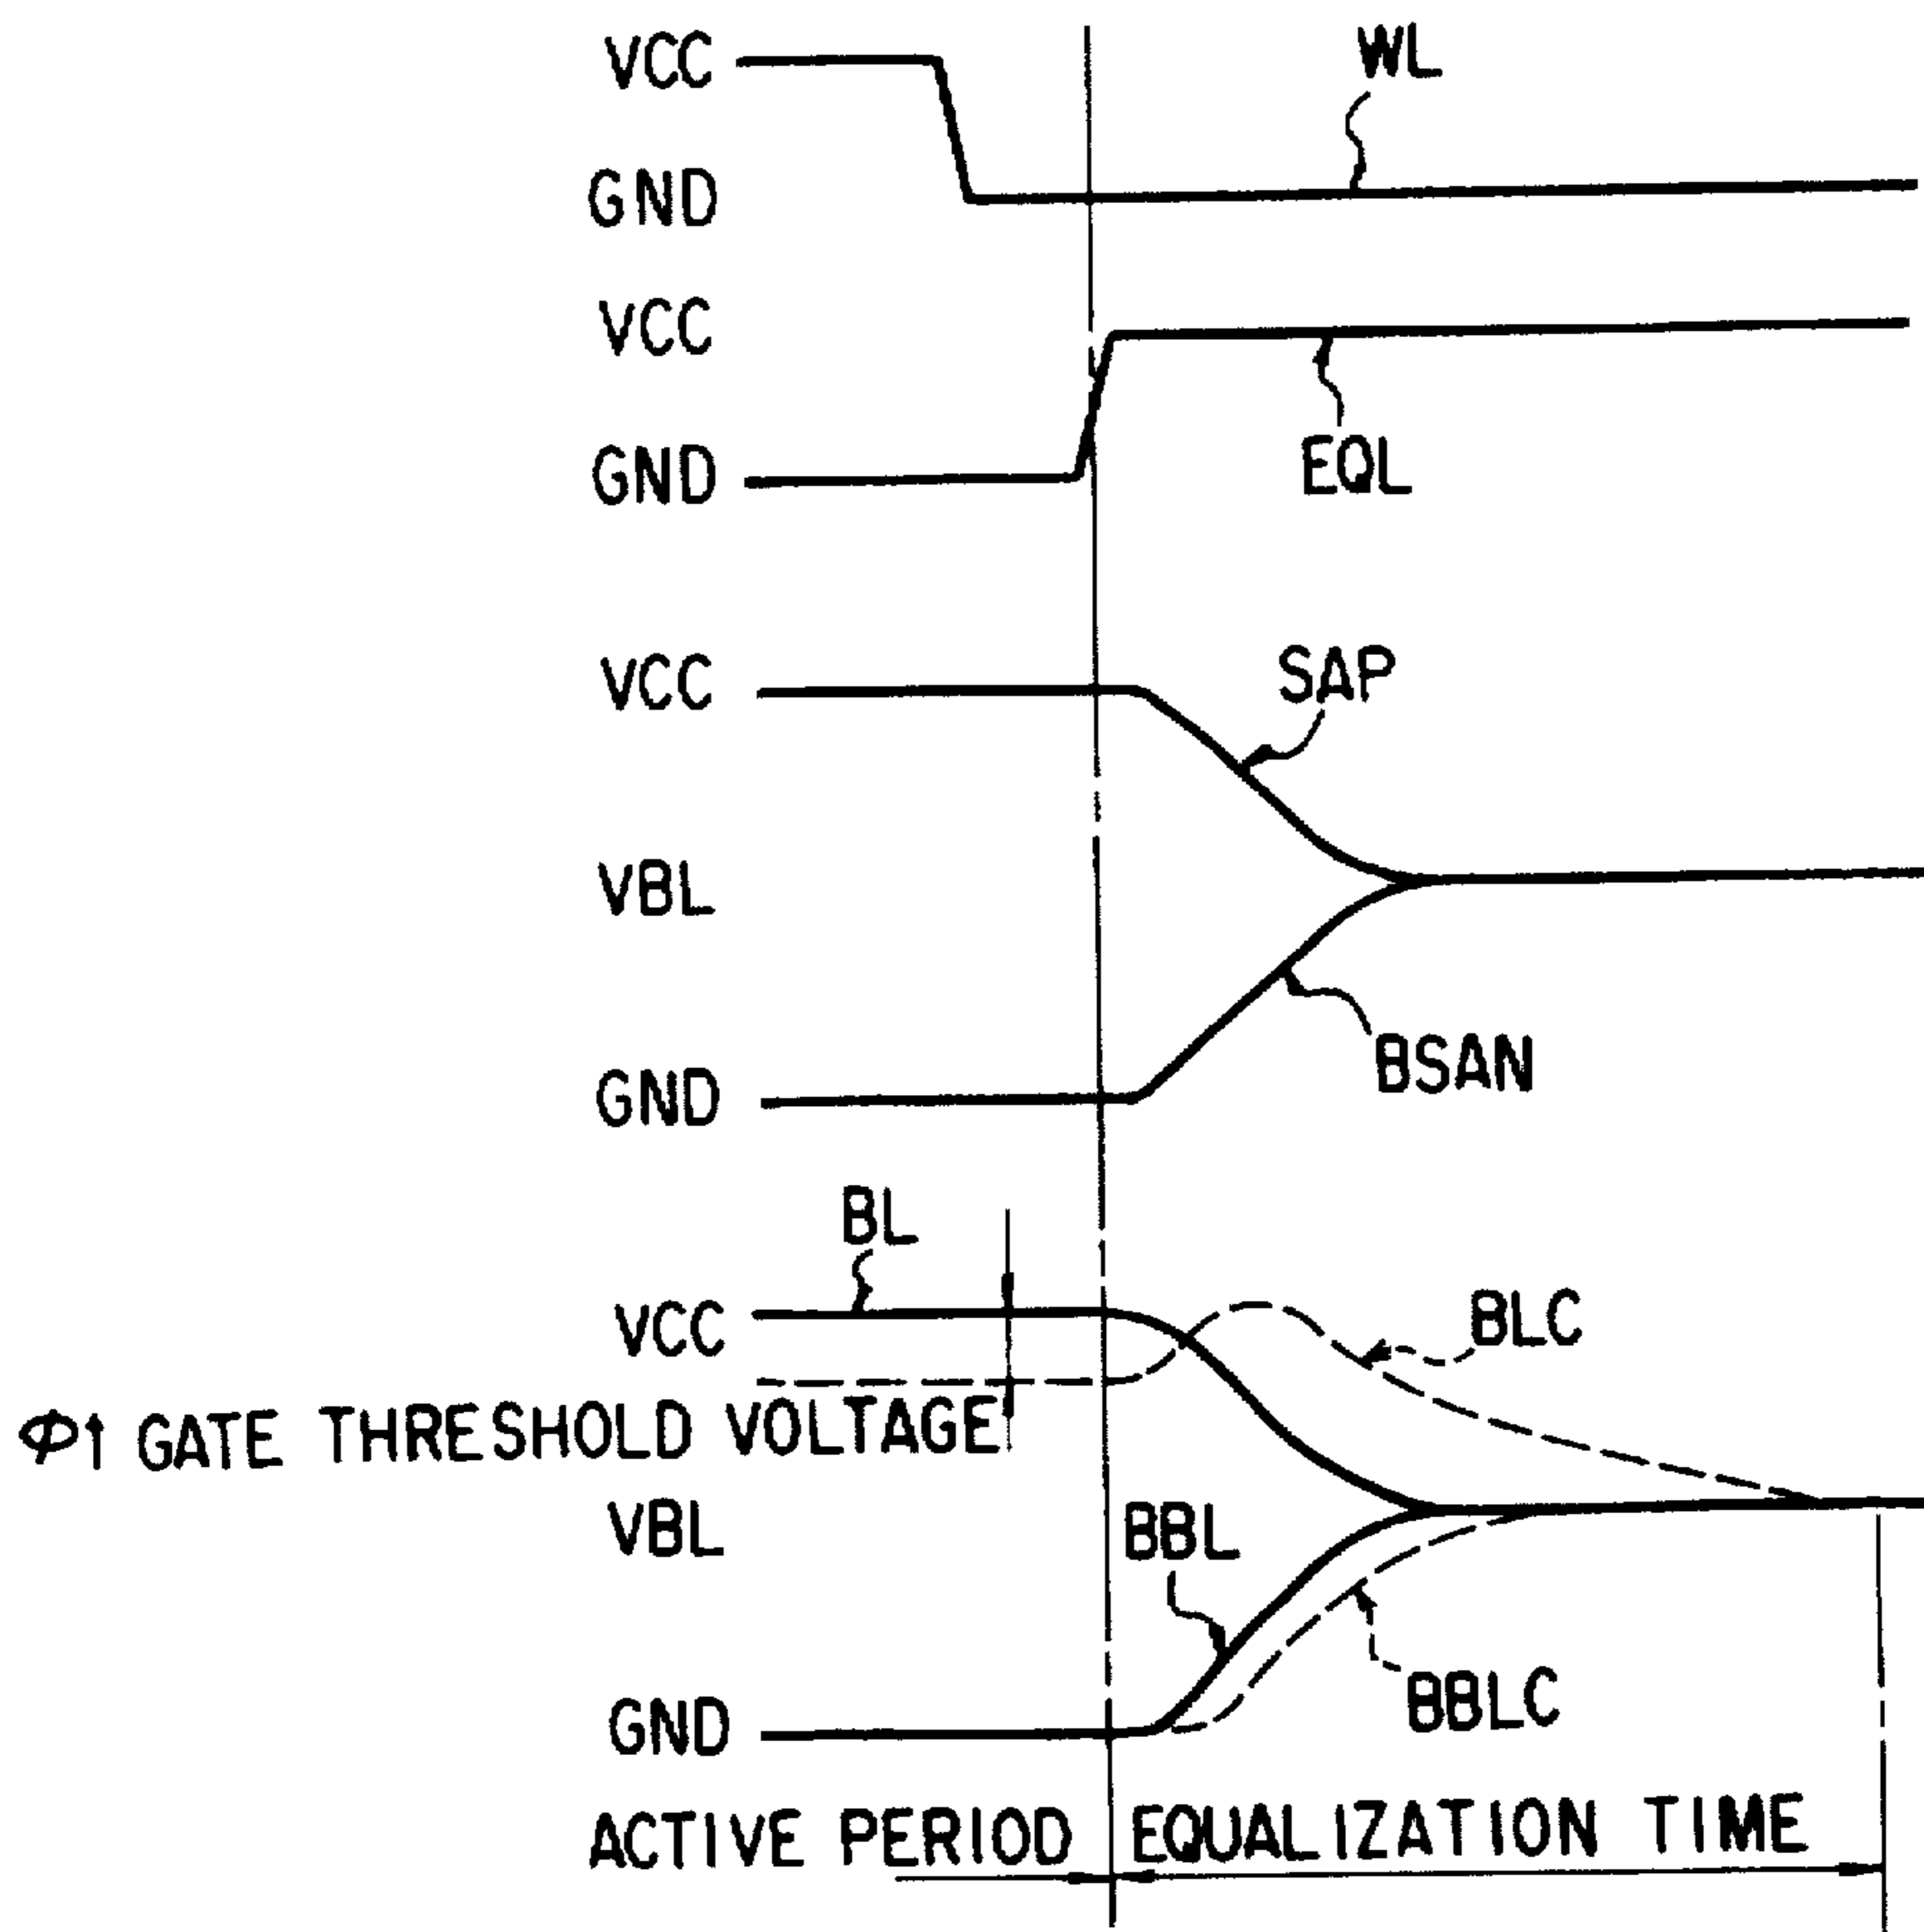 VCC
WL
GND
VCC
GND
EQL
VCC
SAP
VBL
GND
BSAN
BL
VCC
BLC
Φ1 GATE THRESHOLD VOLTAGE
VBL
BBL
GND
BBLC
ACTIVE PERIOD
EQUALIZATION TIME